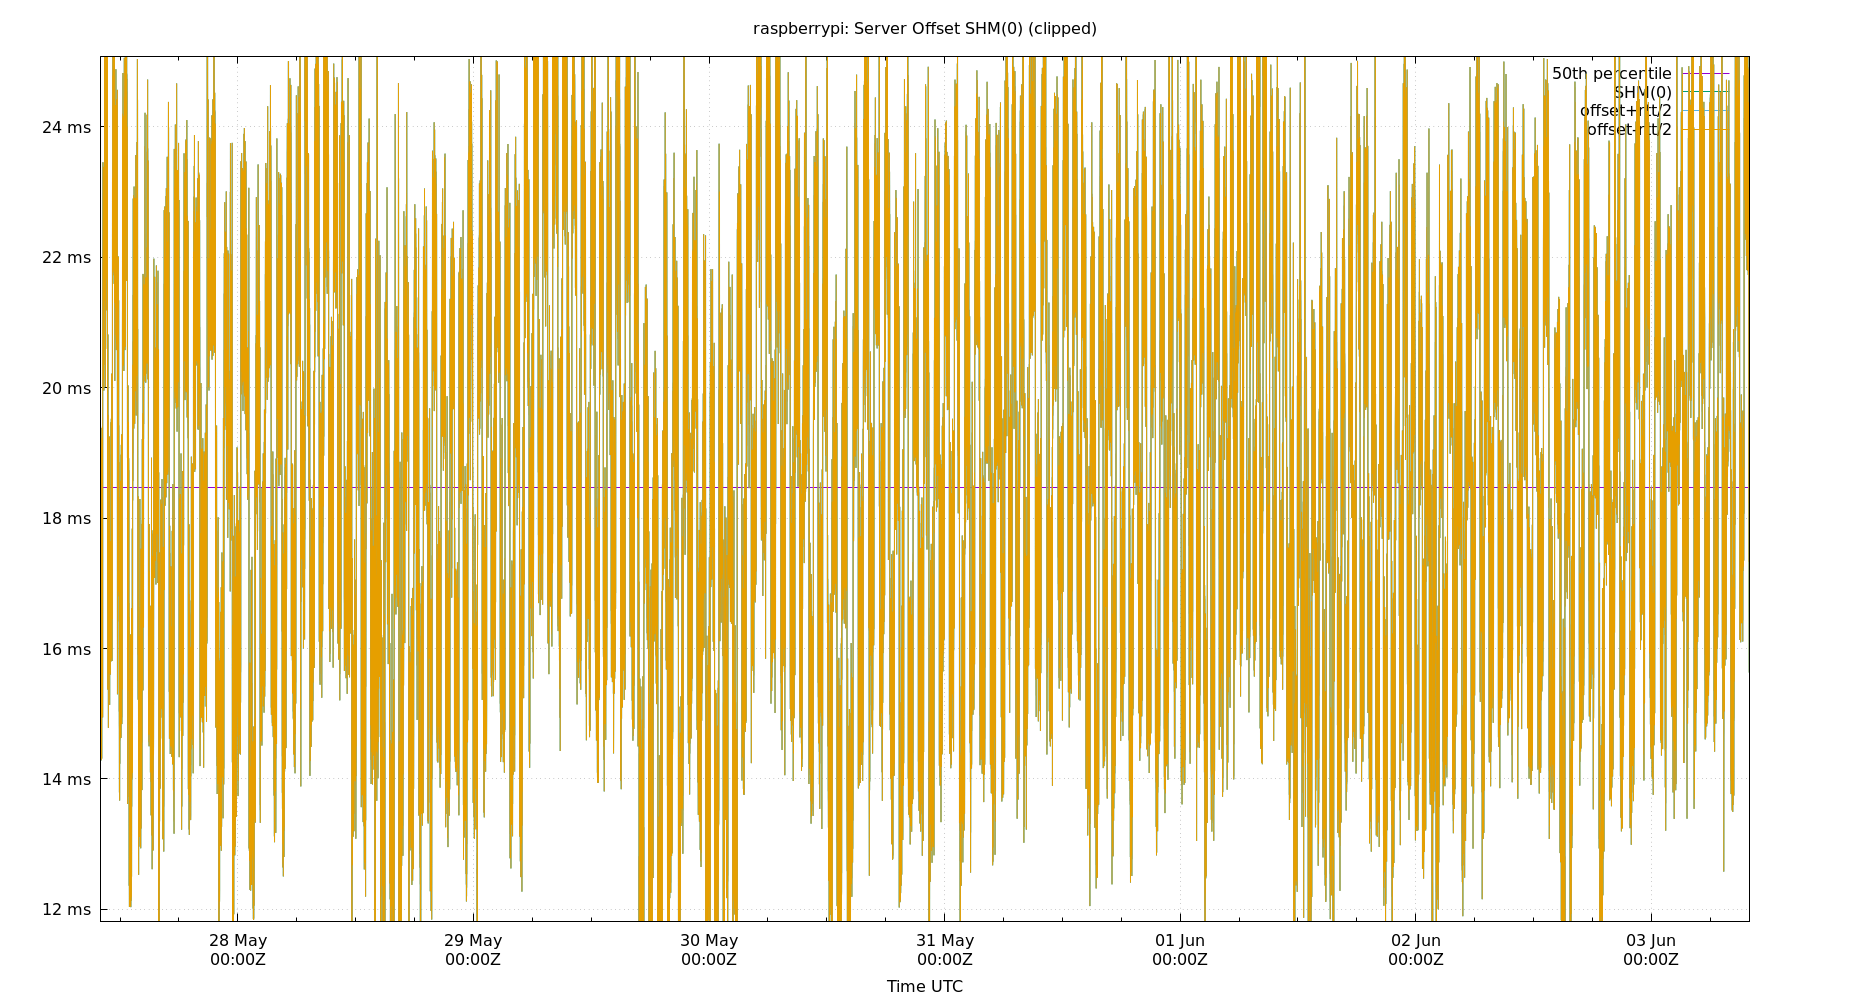 raspberrypi: Server Offset SHM(0) (clipped)
50th percentile
SHM(0)
offset+rtt/2
offset-rtt/2
24 ms
22 ms
20 ms
18 ms
16 ms
14 ms
12 ms
28 May 29 May 30 May 31 May 01 Jun 02 Jun 03 Jun
00:00Z 00:00Z 00:00Z 00:00Z 00:00Z 00:00Z 00:00Z
Time UTC